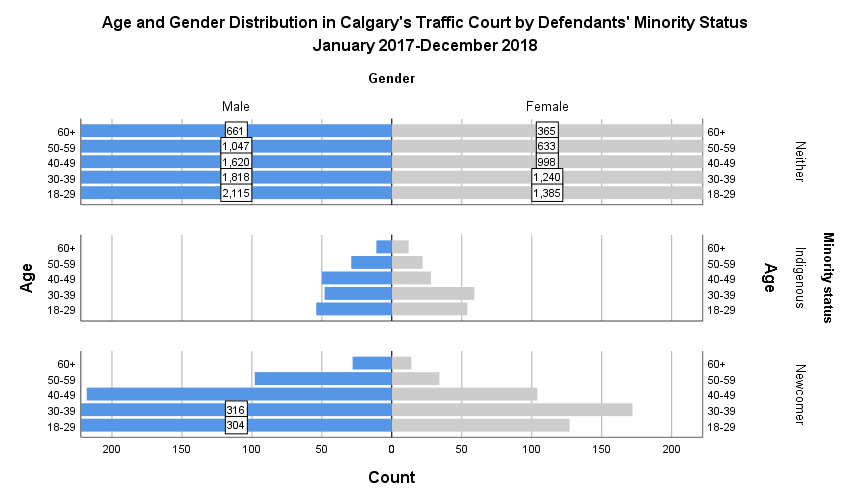 Age and Gender Distribution in Calgary's Traffic Court by Defendants' Minority Status
January 2017-December 2018
Gender
Male Female
60+ 661 365 60+
50-59 1,047 633 50-59
40-49 1,620 998 40-49
30-39 1,818 1,240 30-39
18-29 2,115 1,385 18-29
Neither
60+ 60+
50-59 50-59
40-49 40-49
30-39 30-39
18-29 18-29
Indigenous
Age Age
Minority status
60+ 60+
50-59 50-59
40-49 40-49
30-39 316 30-39
18-29 304 18-29
Newcomer
200 150 100 50 0 50 100 150 200
Count